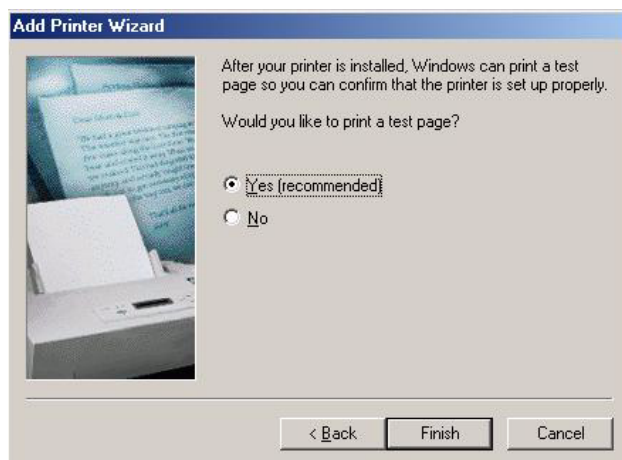 Add Printer Wizard
After your printer is installed, Windows can print a test
page so you can confirm that the printer is set up properly.
Would you like to print a test page?
Yes (recommended)
No
< Back
Finish
Cancel